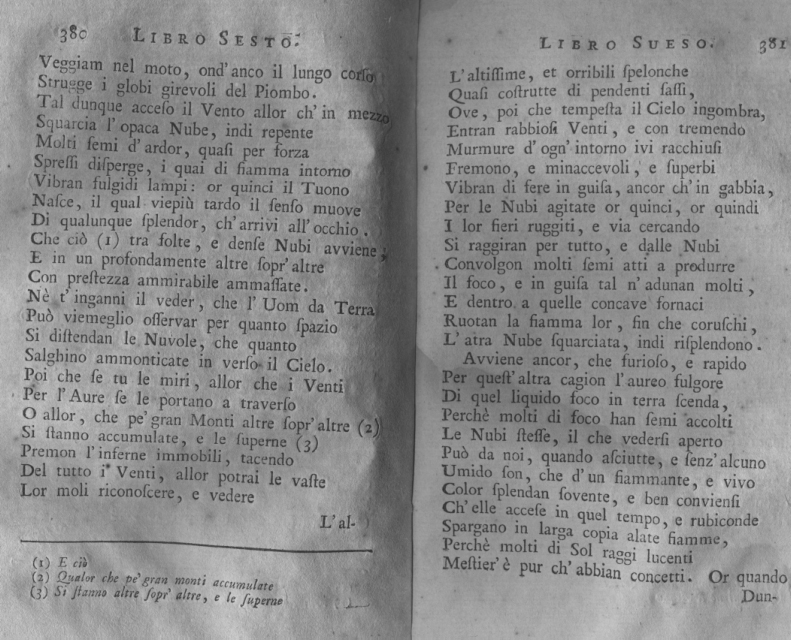 380 LIBRO SESTO.
Veggiam nel moto, ond'anco il lungo corſo
Strugge i globi girevoli del Piombo.
Tal dunque acceſo il Vento allor ch'in mezzo
Squarcia l'opaca Nube, indi repente
Molti ſemi d'ardor, quaſi per forza
Spreſſi diſperge, i quai di fiamma intorno
Vibran fulgidi lampi: or quinci il Tuono
Naſce, il qual viepiù tardo il ſenſo muove
Di qualunque ſplendor, ch'arrivi all'occhio.
Che ciò (1) tra folte, e denſe Nubi avviene;
E in un profondamente altre ſopr'altre
Con preſtezza ammirabile ammaſſate.
Nè t'inganni il veder, che l'Uom da Terra
Può viemeglio oſſervar per quanto ſpazio
Si diſtendan le Nuvole, che quanto
Salghino ammonticate in verſo il Cielo.
Poi che ſe tu le miri, allor che i Venti
Per l'Aure ſe le portano a traverſo
O allor, che pe'gran Monti altre ſopr'altre (2)
Si ſtanno accumulate, e le ſuperne (3)
Premon l'inferne immobili, tacendo
Del tutto i Venti, allor potrai le vaſte
Lor moli riconoſcere, e vedere
L'al-
(1) E ciò
(2) Qualor che pe'gran monti accumulate
(3) Si ſtanno altre ſopr' altre, e le ſuperne
LIBRO SUESO. 381
L'altiſſime, et orribili ſpelonche
Quaſi coſtrutte di pendenti ſaſſi,
Ove, poi che tempeſta il Cielo ingombra,
Entran rabbioſi Venti, e con tremendo
Murmure d'ogn'intorno ivi racchiuſi
Fremono, e minaccevoli, e ſuperbi
Vibran di fere in guiſa, ancor ch'in gabbia,
Per le Nubi agitate or quinci, or quindi
I lor fieri ruggiti, e via cercando
Si raggiran per tutto, e dalle Nubi
Convolgon molti ſemi atti a produrre
Il foco, e in guiſa tal n'adunan molti,
E dentro a quelle concave fornaci
Ruotan la fiamma lor, fin che coruſchi,
L'atra Nube ſquarciata, indi riſplendono.
Avviene ancor, che furioſo, e rapido
Per queſt'altra cagion l'aureo fulgore
Di quel liquido foco in terra ſcenda,
Perchè molti di foco han ſemi accolti
Le Nubi ſteſſe, il che vederſi aperto
Può da noi, quando aſciutte, e ſenz'alcuno
Umido ſon, che d'un fiammante, e vivo
Color ſplendan ſovente, e ben convienſi
Ch'elle acceſe in quel tempo, e rubiconde
Spargano in larga copia alate fiamme,
Perchè molti di Sol raggi lucenti
Meſtier'è pur ch'abbian concetti. Or quando
Dun-